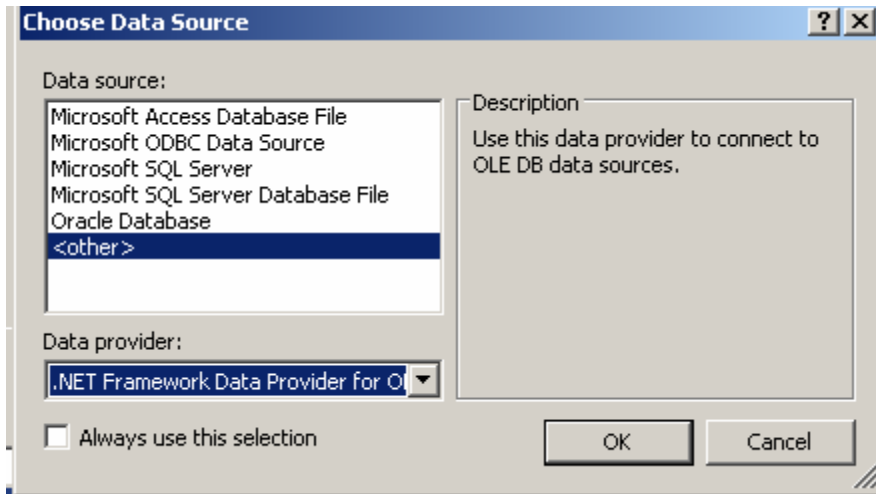 Choose Data Source
Data source:
Microsoft Access Database File
Microsoft ODBC Data Source
Microsoft SQL Server
Microsoft SQL Server Database File
Oracle Database
<other>
Description
Use this data provider to connect to
OLE DB data sources.
Data provider:
.NET Framework Data Provider for Ol
Always use this selection
OK
Cancel